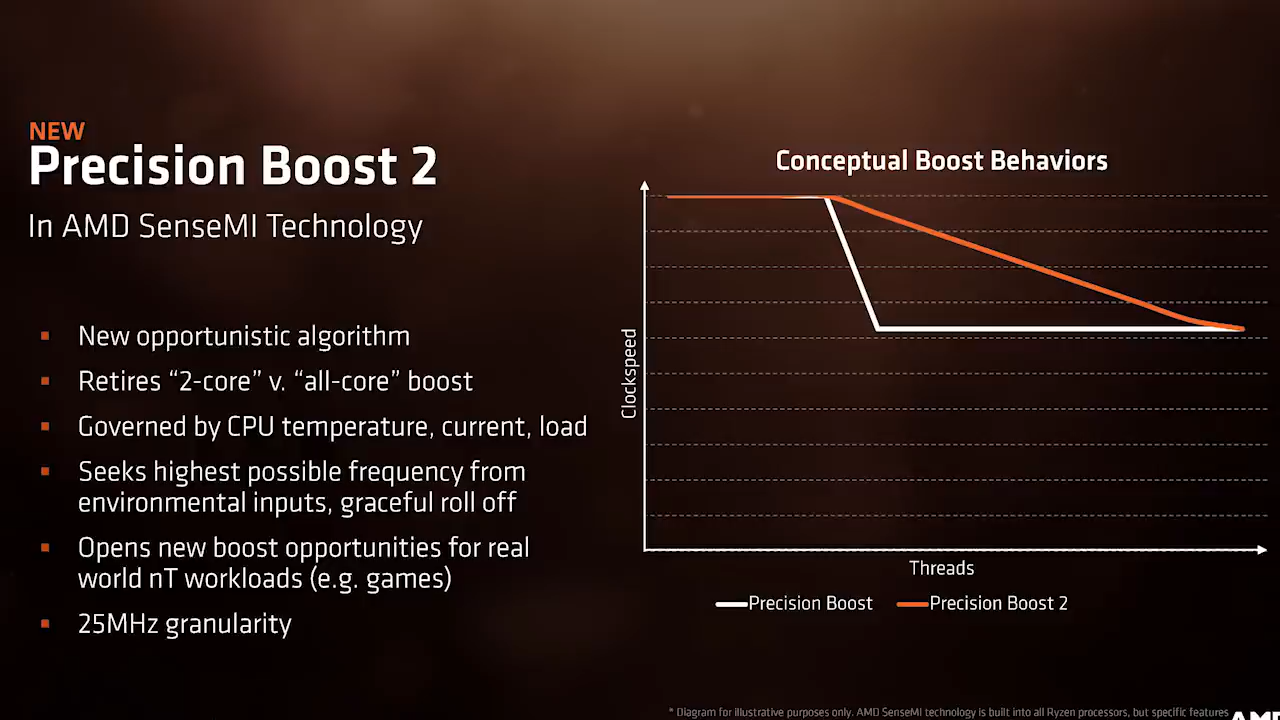 NEW
Precision Boost 2
In AMD SenseMI Technology
New opportunistic algorithm
Retires “2-core” v. “all-core” boost
Governed by CPU temperature, current, load
Seeks highest possible frequency from
environmental inputs, graceful roll off
Opens new boost opportunities for real
world nT workloads (e.g. games)
25MHz granularity
Conceptual Boost Behaviors
Clockspeed
Threads
Precision Boost
Precision Boost 2
* Diagram for illustrative purposes only. AMD SenseMI technology is built into all Ryzen processors, but specific features